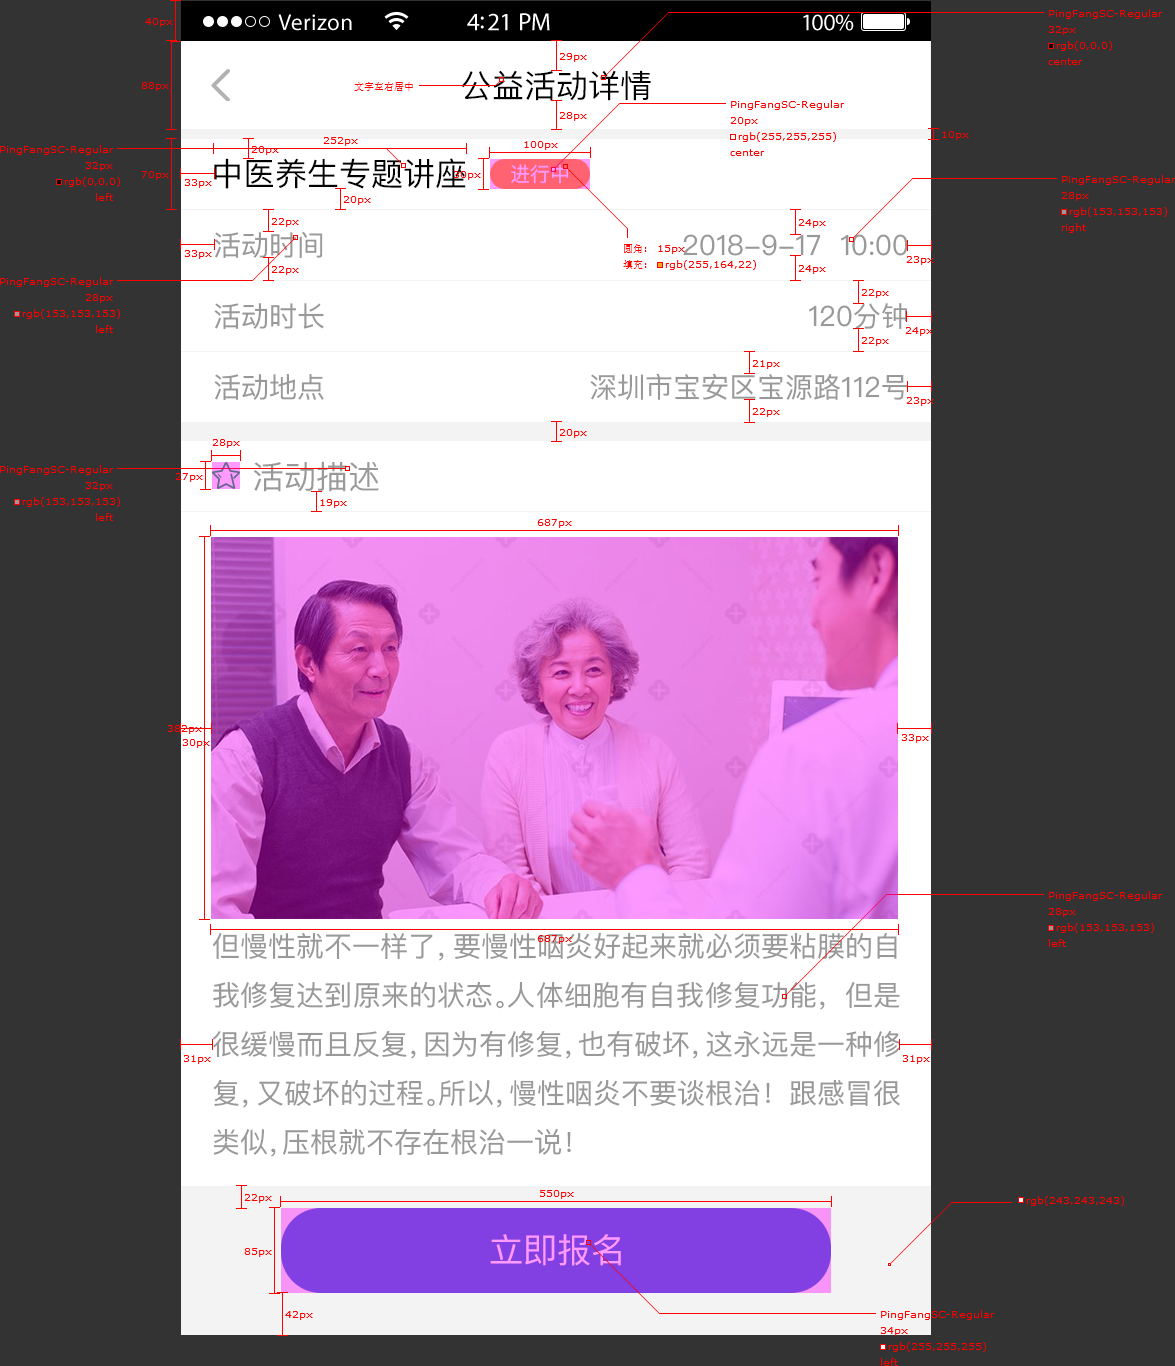 40px
Verizon 4:21 PM 100%
PingFangSC-Regular
32px
rgb(0,0,0)
center
29px
88px
文字左右居中
公益活动详情
28px
PingFangSC-Regular
20px
rgb(255,255,255)
center
10px
252px
100px
PingFangSC-Regular
32px
rgb(0,0,0)
left
20px
70px
33px
中医养生专题讲座
30px
进行中
20px
PingFangSC-Regular
28px
rgb(153,153,153)
right
22px
24px
33px
活动时间
2018-9-17 10:00
圆角: 15px
填充: rgb(255,164,22)
23px
22px
24px
PingFangSC-Regular
28px
rgb(153,153,153)
left
22px
活动时长
120分钟
24px
22px
21px
活动地点
深圳市宝安区宝源路112号
23px
22px
20px
28px
PingFangSC-Regular
32px
rgb(153,153,153)
left
27px
活动描述
19px
687px
30px
33px
PingFangSC-Regular
28px
rgb(153,153,153)
left
687px
但慢性就不一样了,要慢性咽炎好起来就必须要粘膜的自
我修复达到原来的状态。人体细胞有自我修复功能，但是
很缓慢而且反复,因为有修复,也有破坏,这永远是一种修
31px
31px
复,又破坏的过程。所以,慢性咽炎不要谈根治！跟感冒很
类似,压根就不存在根治一说！
22px
550px
rgb(243,243,243)
85px
立即报名
42px
PingFangSC-Regular
34px
rgb(255,255,255)
left